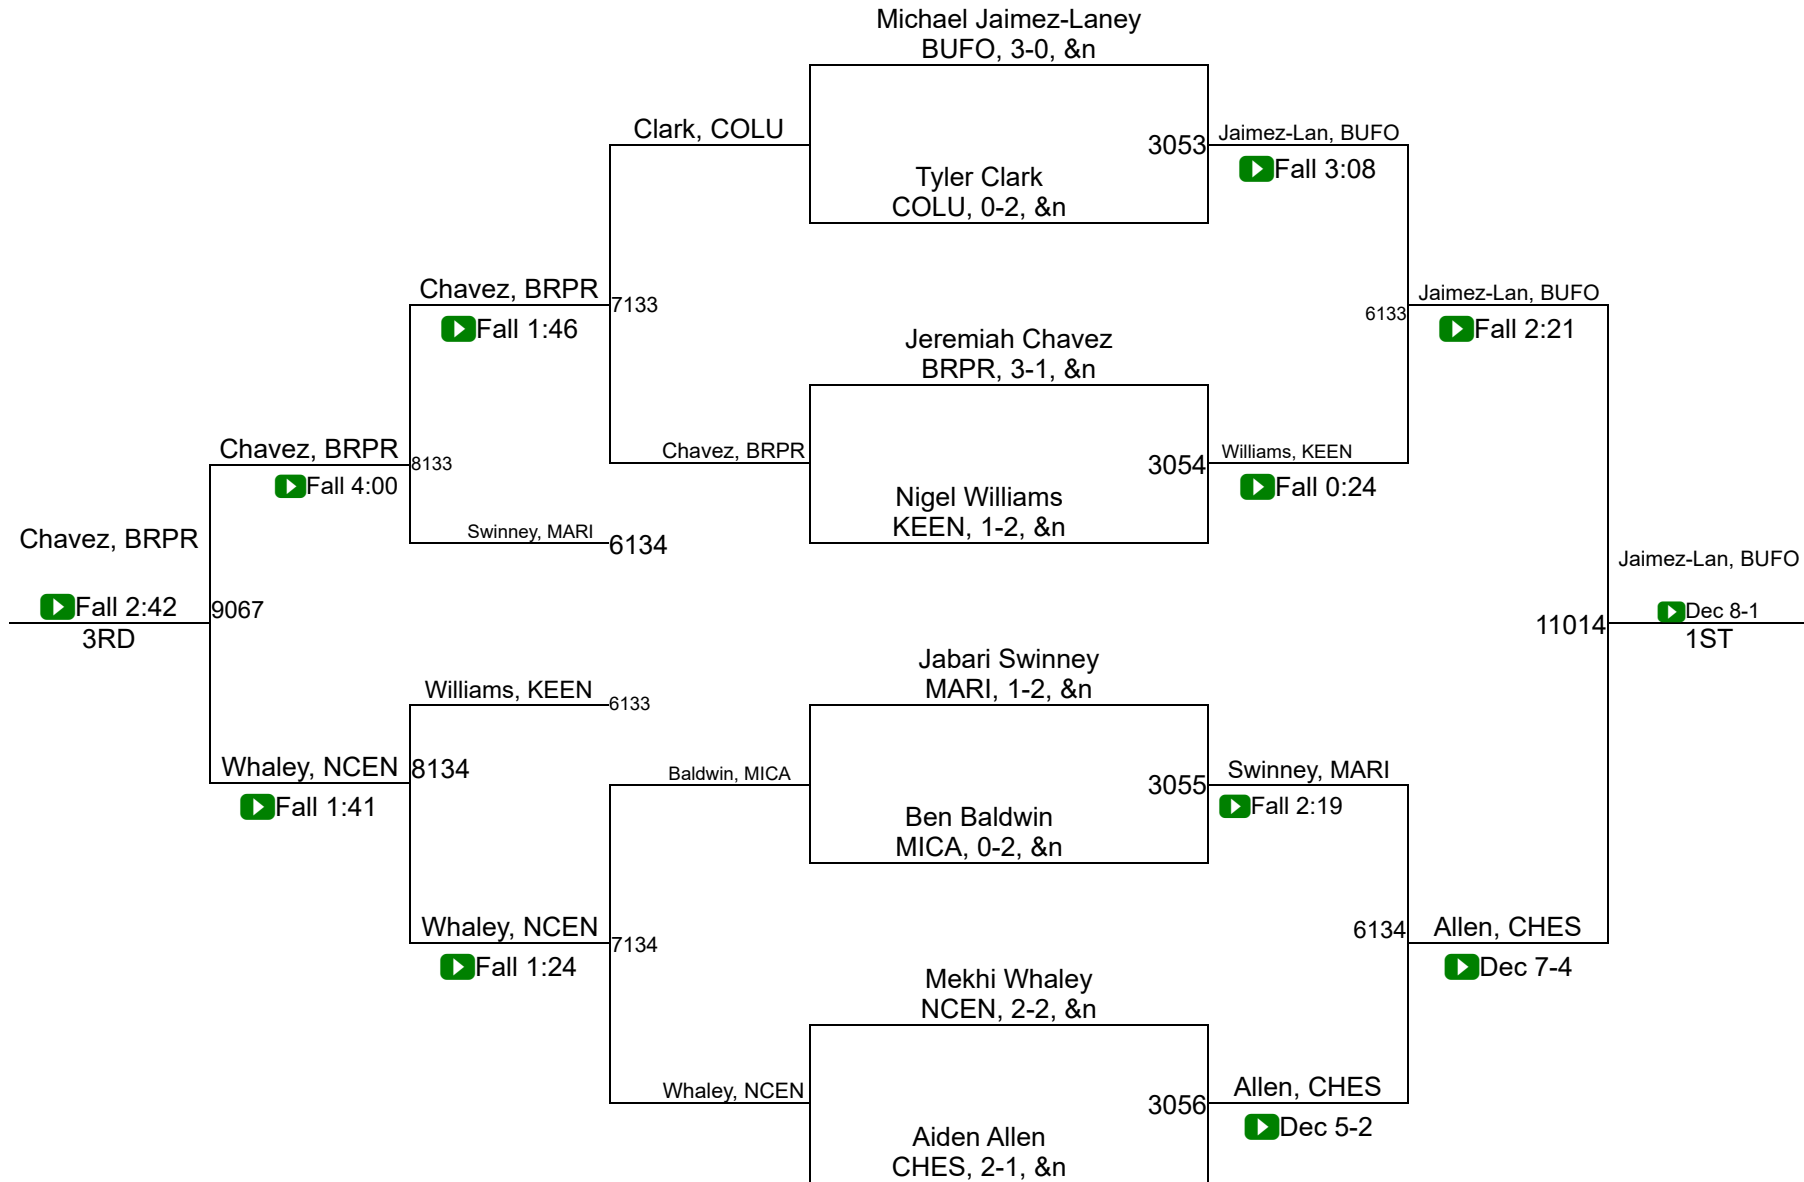 Michael Jaimez-Laney
BUFO, 3-0, &n
Clark, COLU
3053
Jaimez-Lan, BUFO
Fall 3:08
Tyler Clark
COLU, 0-2, &n
Chavez, BRPR
7133
Fall 1:46
Jaimez-Lan, BUFO
6133
Fall 2:21
Jeremiah Chavez
BRPR, 3-1, &n
Chavez, BRPR
8133
Fall 4:00
Chavez, BRPR
3054
Williams, KEEN
Fall 0:24
Nigel Williams
KEEN, 1-2, &n
Swinney, MARI
6134
Chavez, BRPR
Fall 2:42
9067
3RD
Jaimez-Lan, BUFO
11014
Dec 8-1
1ST
Jabari Swinney
MARI, 1-2, &n
Williams, KEEN
6133
Whaley, NCEN
8134
Fall 1:41
Baldwin, MICA
3055
Swinney, MARI
Fall 2:19
Ben Baldwin
MICA, 0-2, &n
Whaley, NCEN
7134
Fall 1:24
6134
Allen, CHES
Dec 7-4
Mekhi Whaley
NCEN, 2-2, &n
Whaley, NCEN
3056
Allen, CHES
Dec 5-2
Aiden Allen
CHES, 2-1, &n